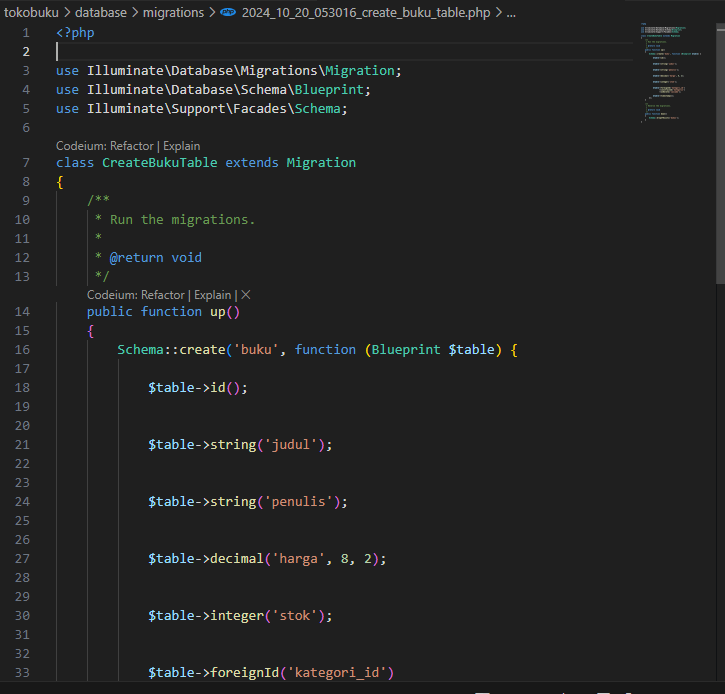 tokobuku > database > migrations > php 2024_10_20_053016_create_buku_table.php > ...
1 <?php
2
3 use Illuminate\Database\Migrations\Migration;
4 use Illuminate\Database\Schema\Blueprint;
5 use Illuminate\Support\Facades\Schema;
6
Codeium: Refactor | Explain
7 class CreateBukuTable extends Migration
8 {
9 /**
10 * Run the migrations.
11 *
12 * @return void
13 */
Codeium: Refactor | Explain | ×
14 public function up()
15 {
16 Schema::create('buku', function (Blueprint $table) {
17
18 $table->id();
19
20
21 $table->string('judul');
22
23
24 $table->string('penulis');
25
26
27 $table->decimal('harga', 8, 2);
28
29
30 $table->integer('stok');
31
32
33 $table->foreignId('kategori_id')